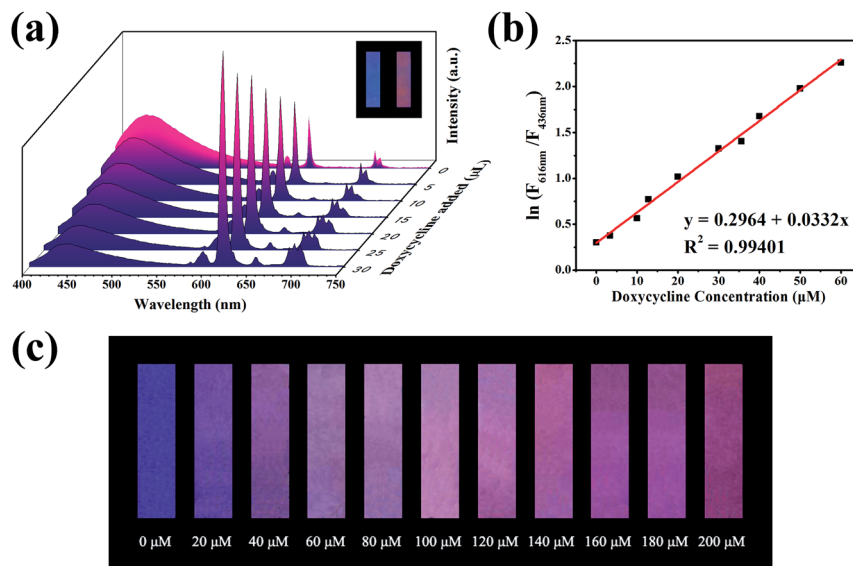 (a)
Intensity (a.u.)
0
5
10
15
20
25
30
Doxycycline added (μL)
400 450 500 550 600 650 700 750
Wavelength (nm)
(b)
ln (F616nm /F436nm)
2.5
2.0
1.5
1.0
0.5
0.0
y = 0.2964 + 0.0332x
R² = 0.99401
0 10 20 30 40 50 60
Doxycycline Concentration (μM)
(c)
0 μM 20 μM 40 μM 60 μM 80 μM 100 μM 120 μM 140 μM 160 μM 180 μM 200 μM